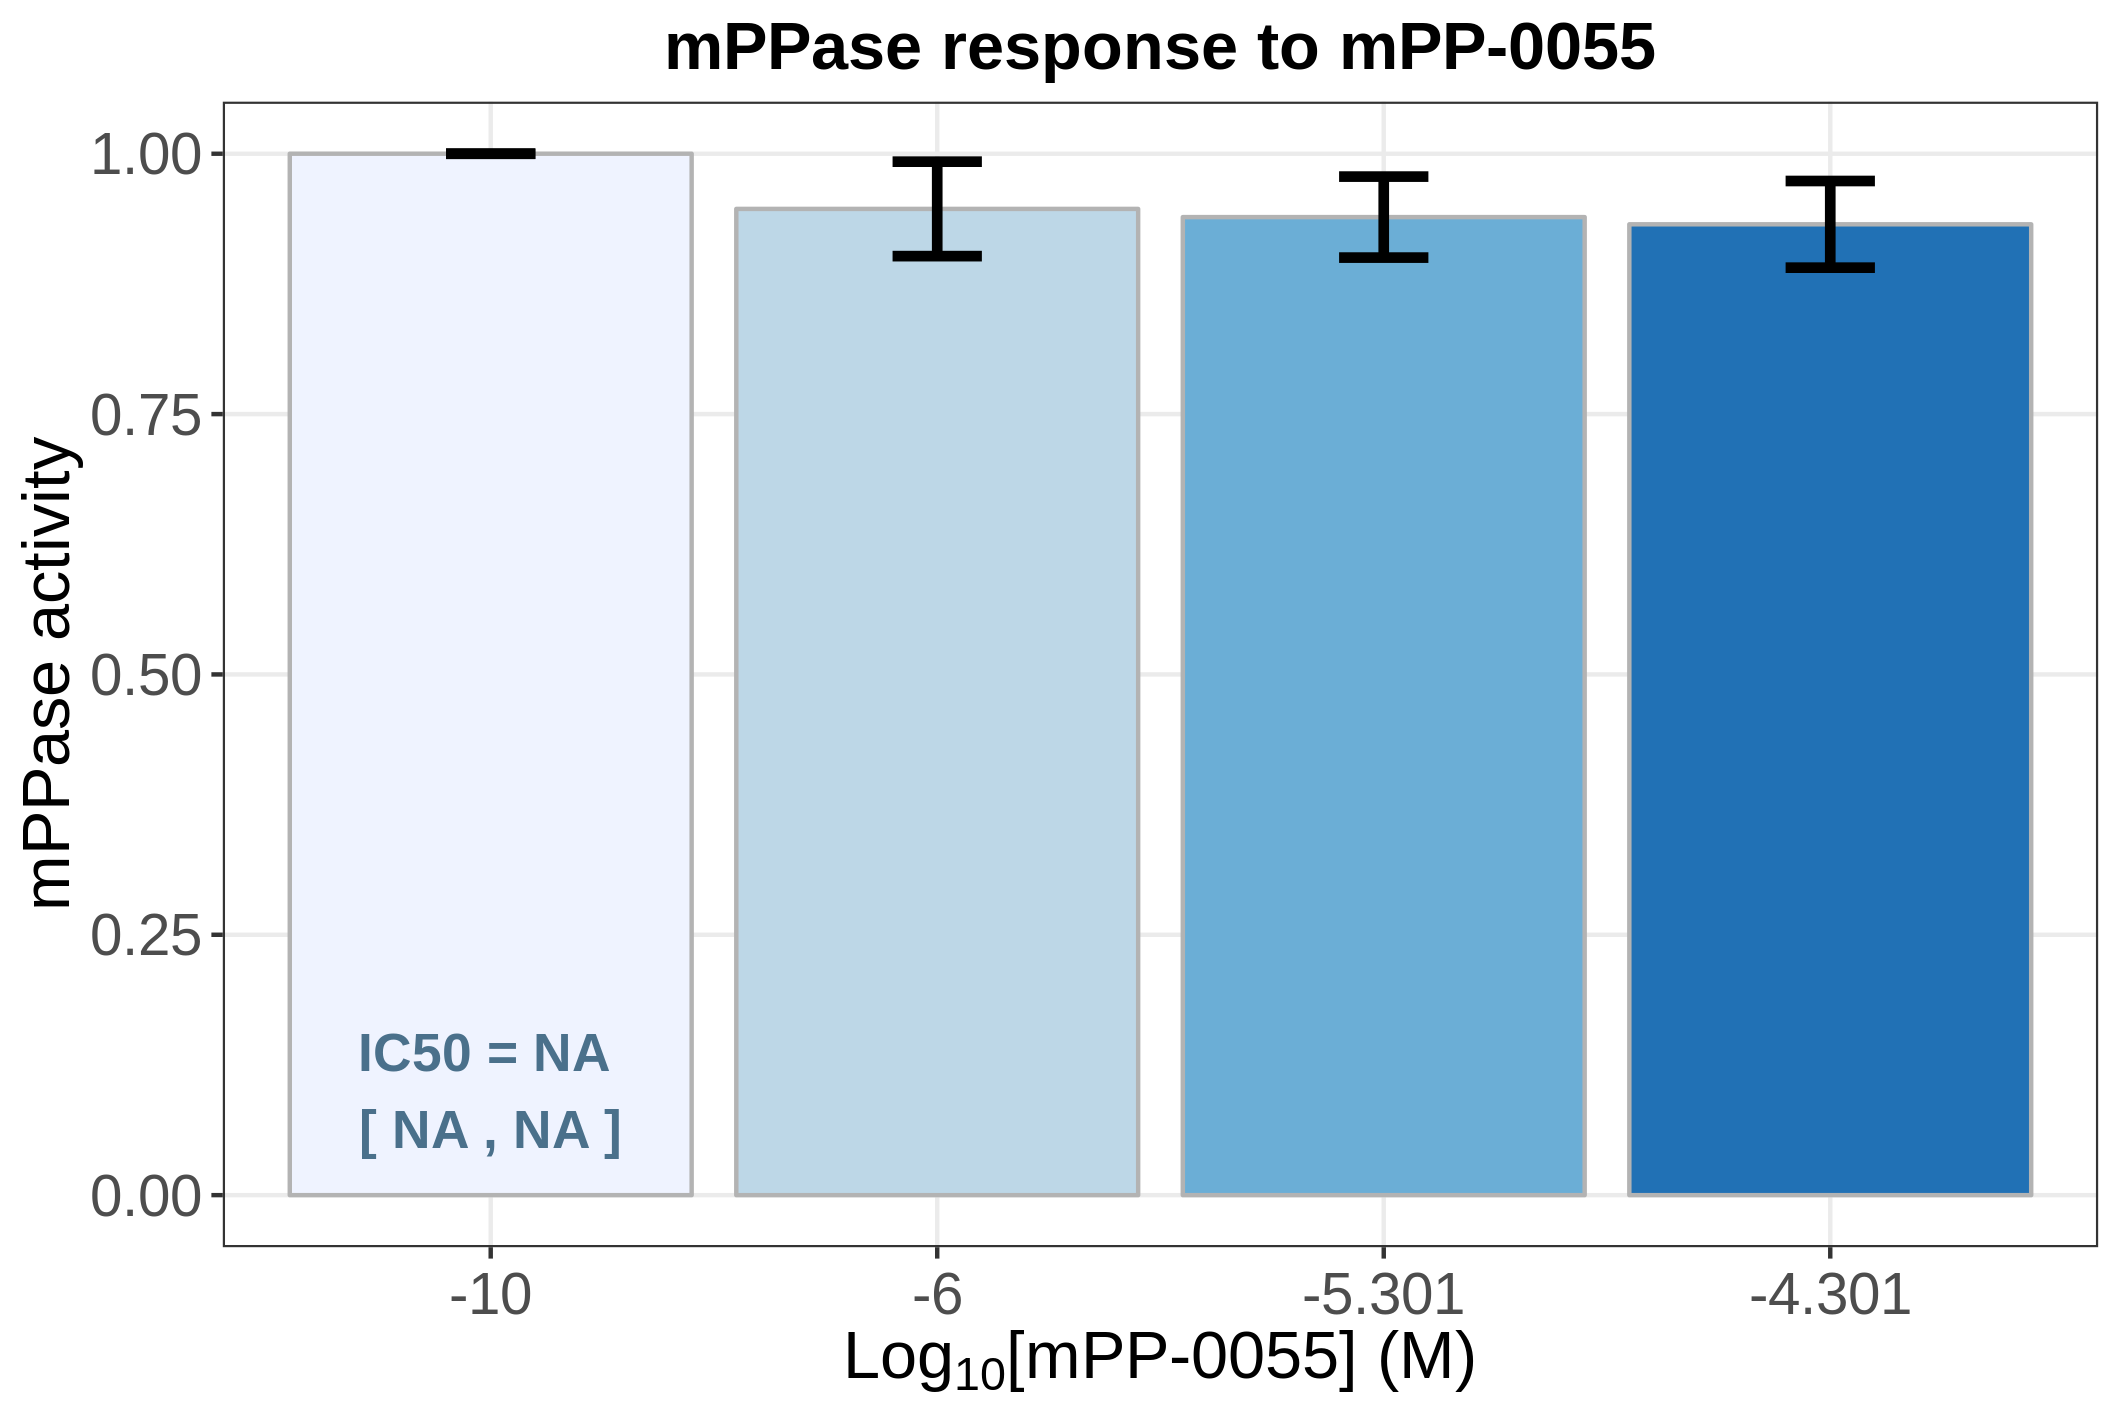 mPPase response to mPP-0055
mPPase activity
1.00
0.75
0.50
0.25
0.00
IC50 = NA
[ NA , NA ]
-10
-6
-5.301
-4.301
Log10[mPP-0055] (M)